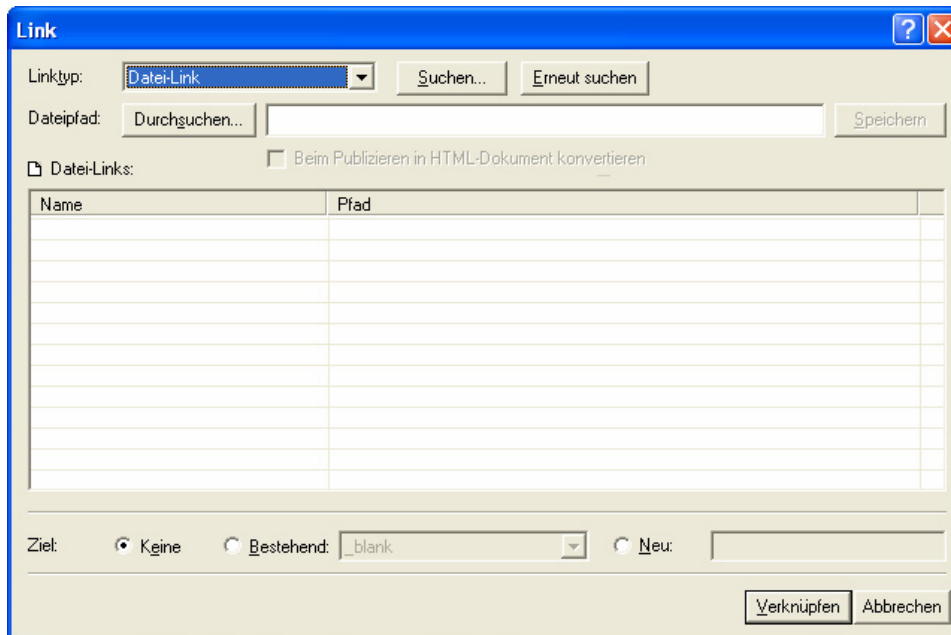 Link
Linktyp: Datei-Link Suchen... Erneut suchen
Dateipfad: Durchsuchen... Speichern
Beim Publizieren in HTML-Dokument konvertieren
Datei-Links:
Name Pfad
Ziel: Keine Bestehend: _blank Neu:
Verknüpfen Abbrechen